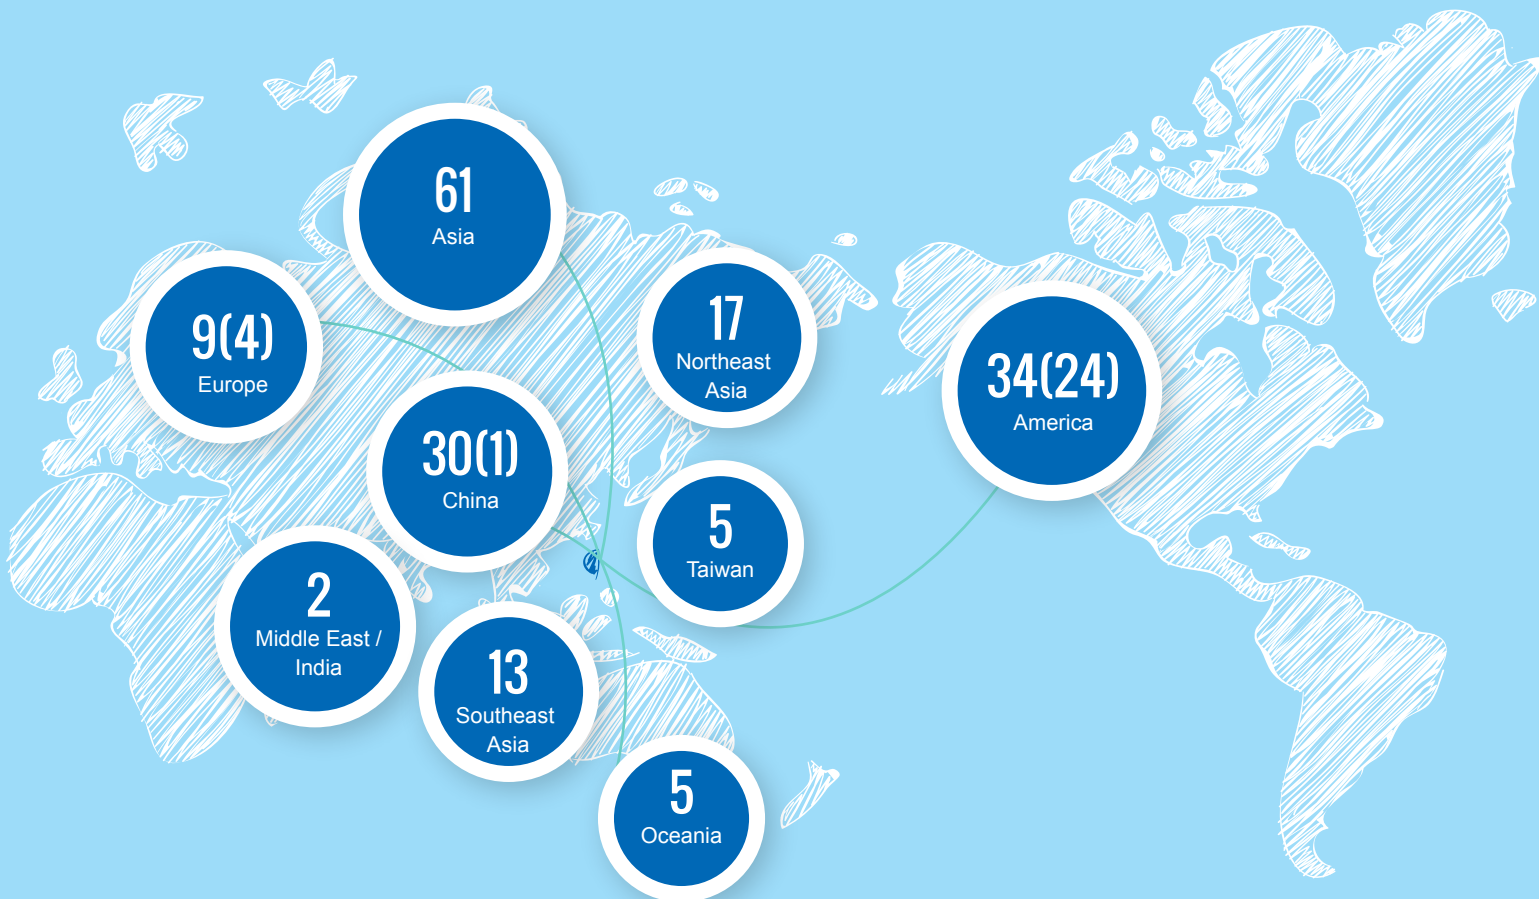 61
Asia
9(4)
Europe
17
Northeast
Asia
34(24)
America
30(1)
China
5
Taiwan
2
Middle East /
India
13
Southeast
Asia
5
Oceania